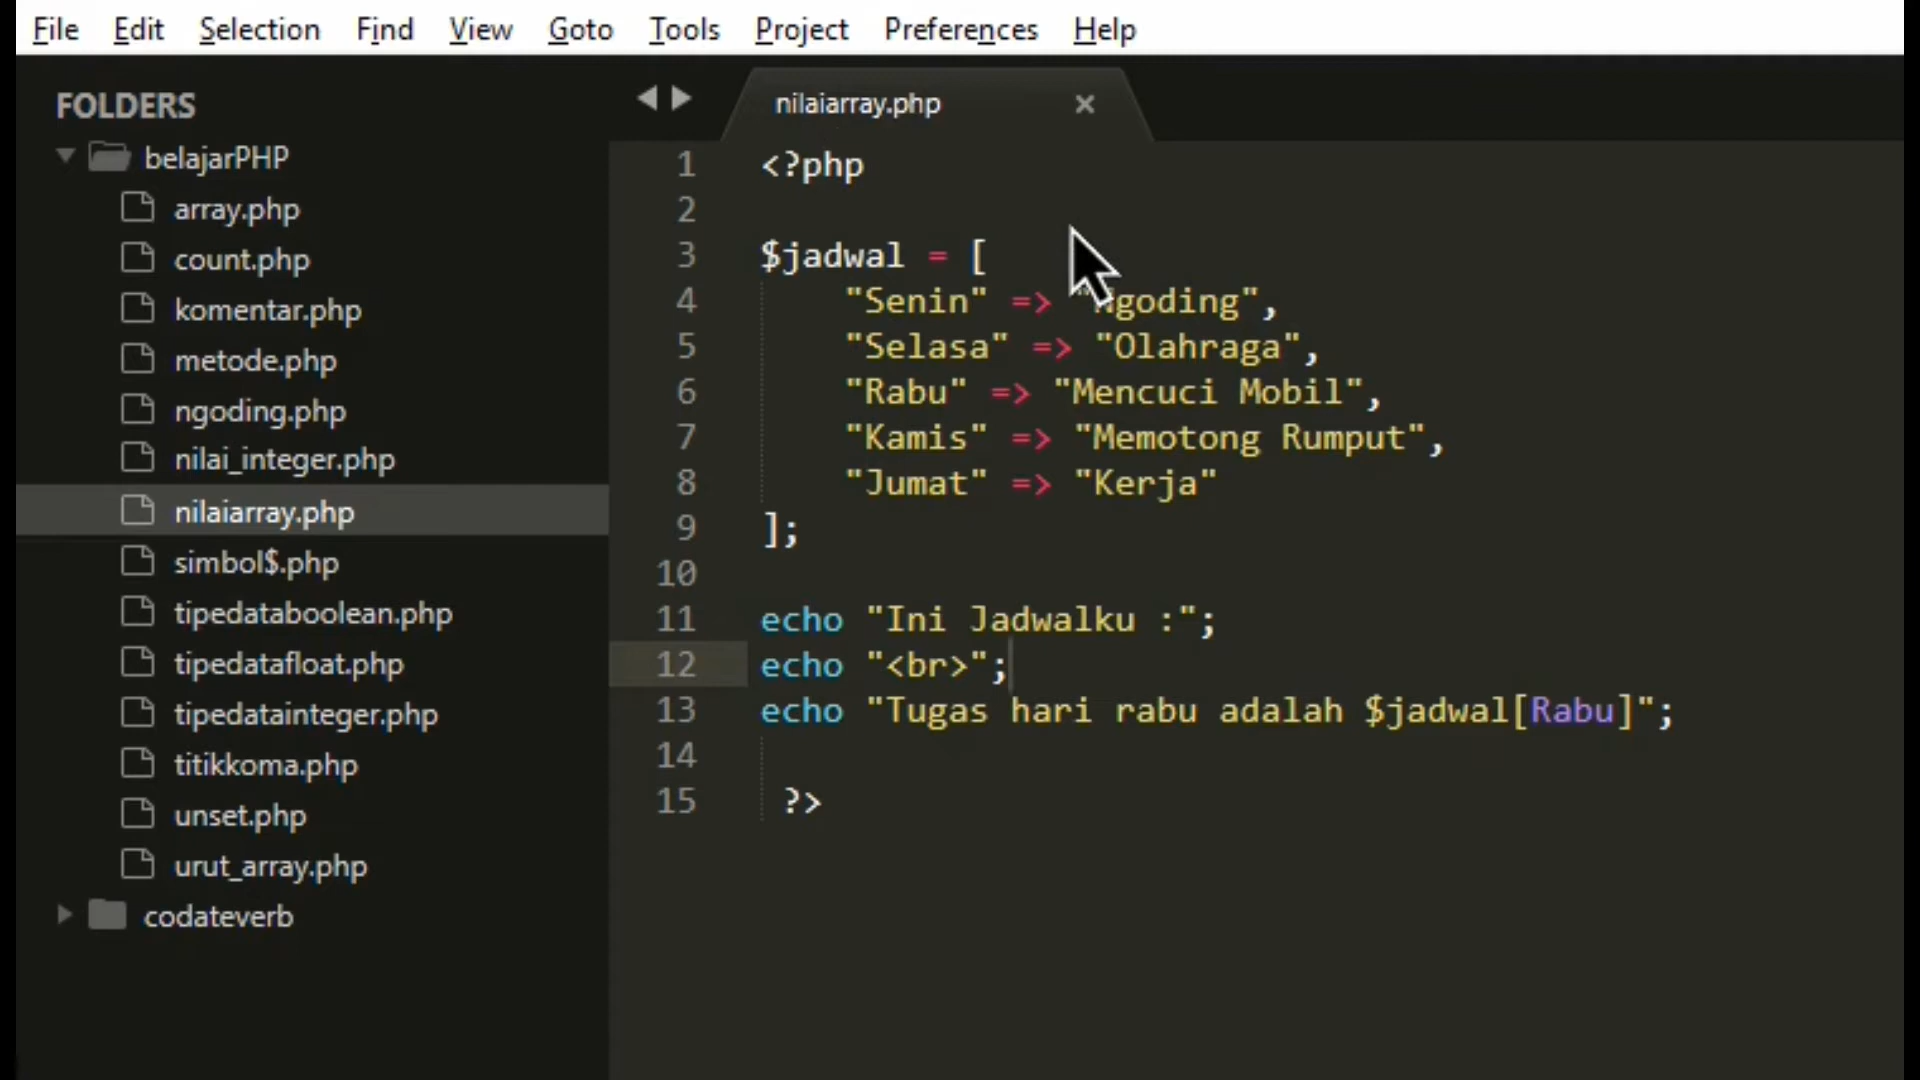 File Edit Selection Find View Goto Tools Project Preferences Help
FOLDERS
belajarPHP
array.php
count.php
komentar.php
metode.php
ngoding.php
nilai_integer.php
nilaiarray.php
simbol$.php
tipedataboolean.php
tipedatafloat.php
tipedatainteger.php
titikkoma.php
unset.php
urut_array.php
codateverb
nilaiarray.php ×
1 <?php
2
3 $jadwal = [
4     "Senin" => "Ngoding",
5     "Selasa" => "Olahraga",
6     "Rabu" => "Mencuci Mobil",
7     "Kamis" => "Memotong Rumput",
8     "Jumat" => "Kerja"
9 ];
10
11 echo "Ini Jadwalku :";
12 echo "<br>";
13 echo "Tugas hari rabu adalah $jadwal[Rabu]";
14
15  ?>